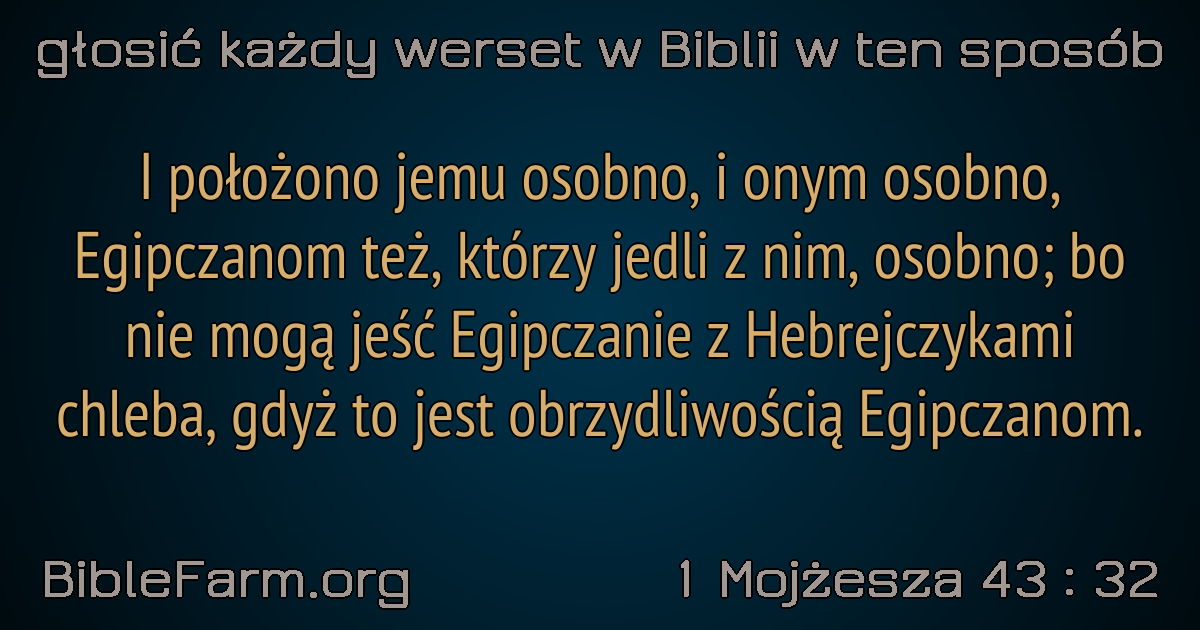 głosić każdy werset w Biblii w ten sposób
I położono jemu osobno, i onym osobno,
Egipczanom też, którzy jedli z nim, osobno; bo
nie mogą jeść Egipczanie z Hebrejczykami
chleba, gdyż to jest obrzydliwością Egipczanom.
BibleFarm.org
1 Mojżesza 43 : 32